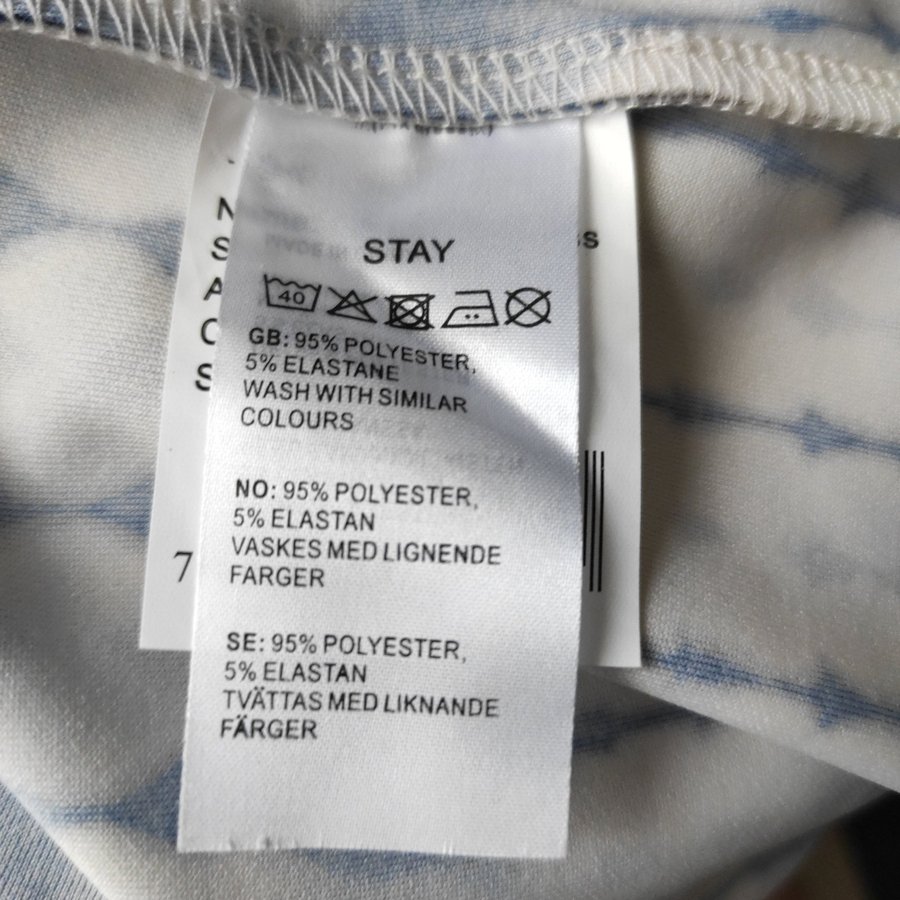 STAY
40
GB: 95% POLYESTER,
5% ELASTANE
WASH WITH SIMILAR
COLOURS
NO: 95% POLYESTER,
5% ELASTAN
VASKES MED LIGNENDE
FARGER
SE: 95% POLYESTER,
5% ELASTAN
TVÄTTAS MED LIKNANDE
FÄRGER
7